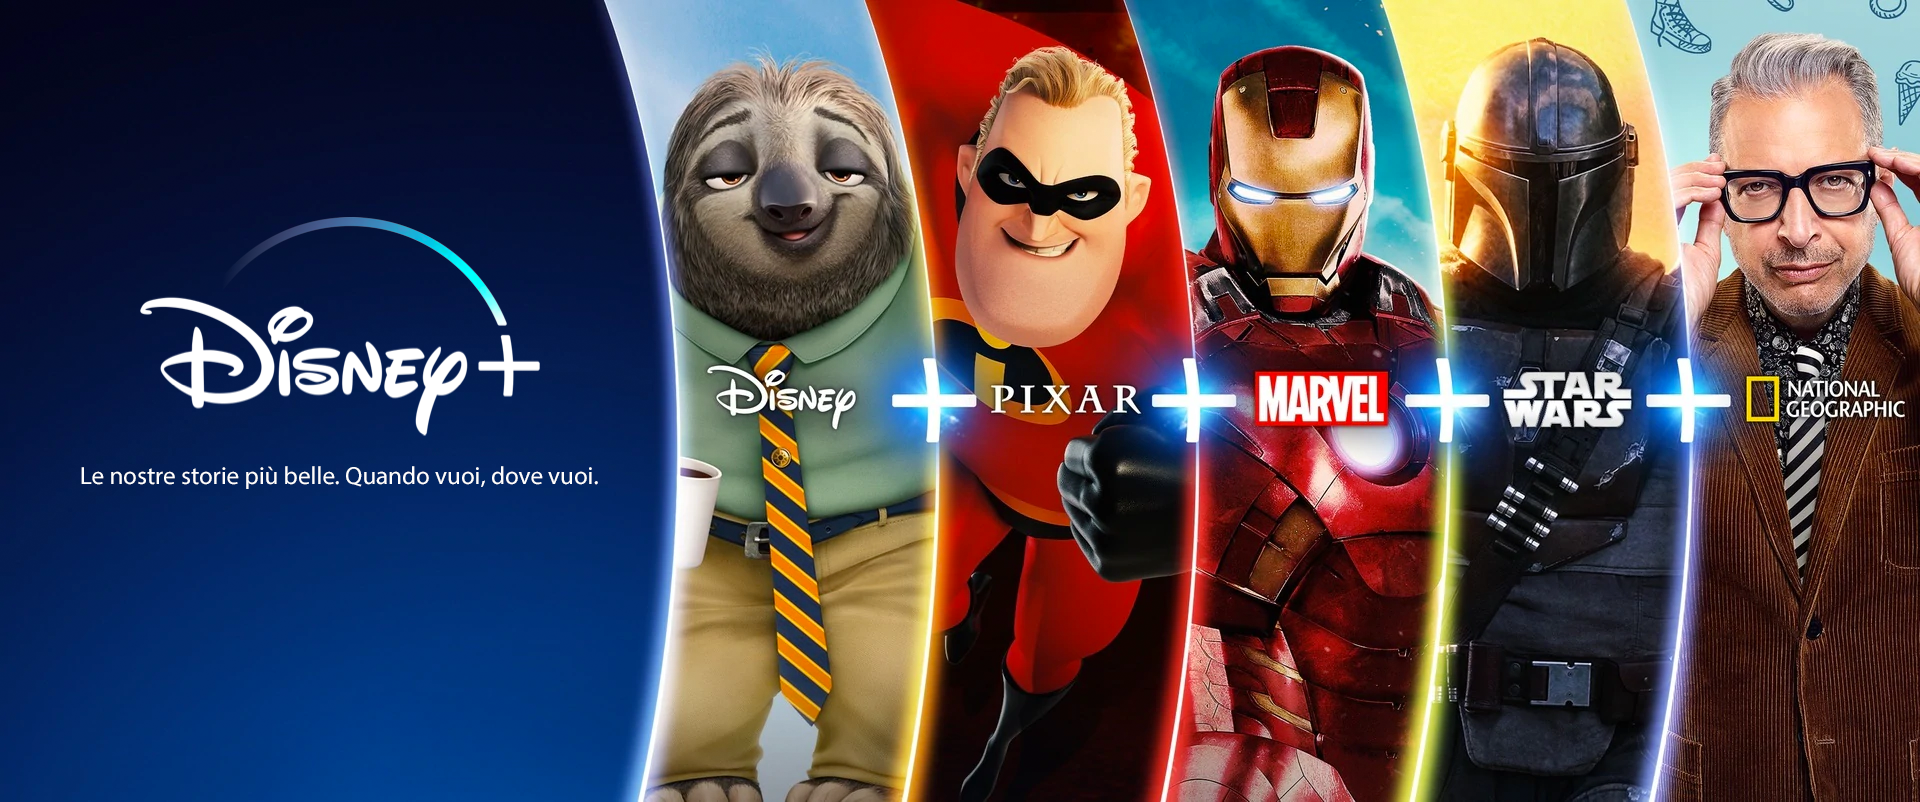 Disney+
Le nostre storie più belle. Quando vuoi, dove vuoi.
Disney + PIXAR + MARVEL + STAR WARS + NATIONAL GEOGRAPHIC